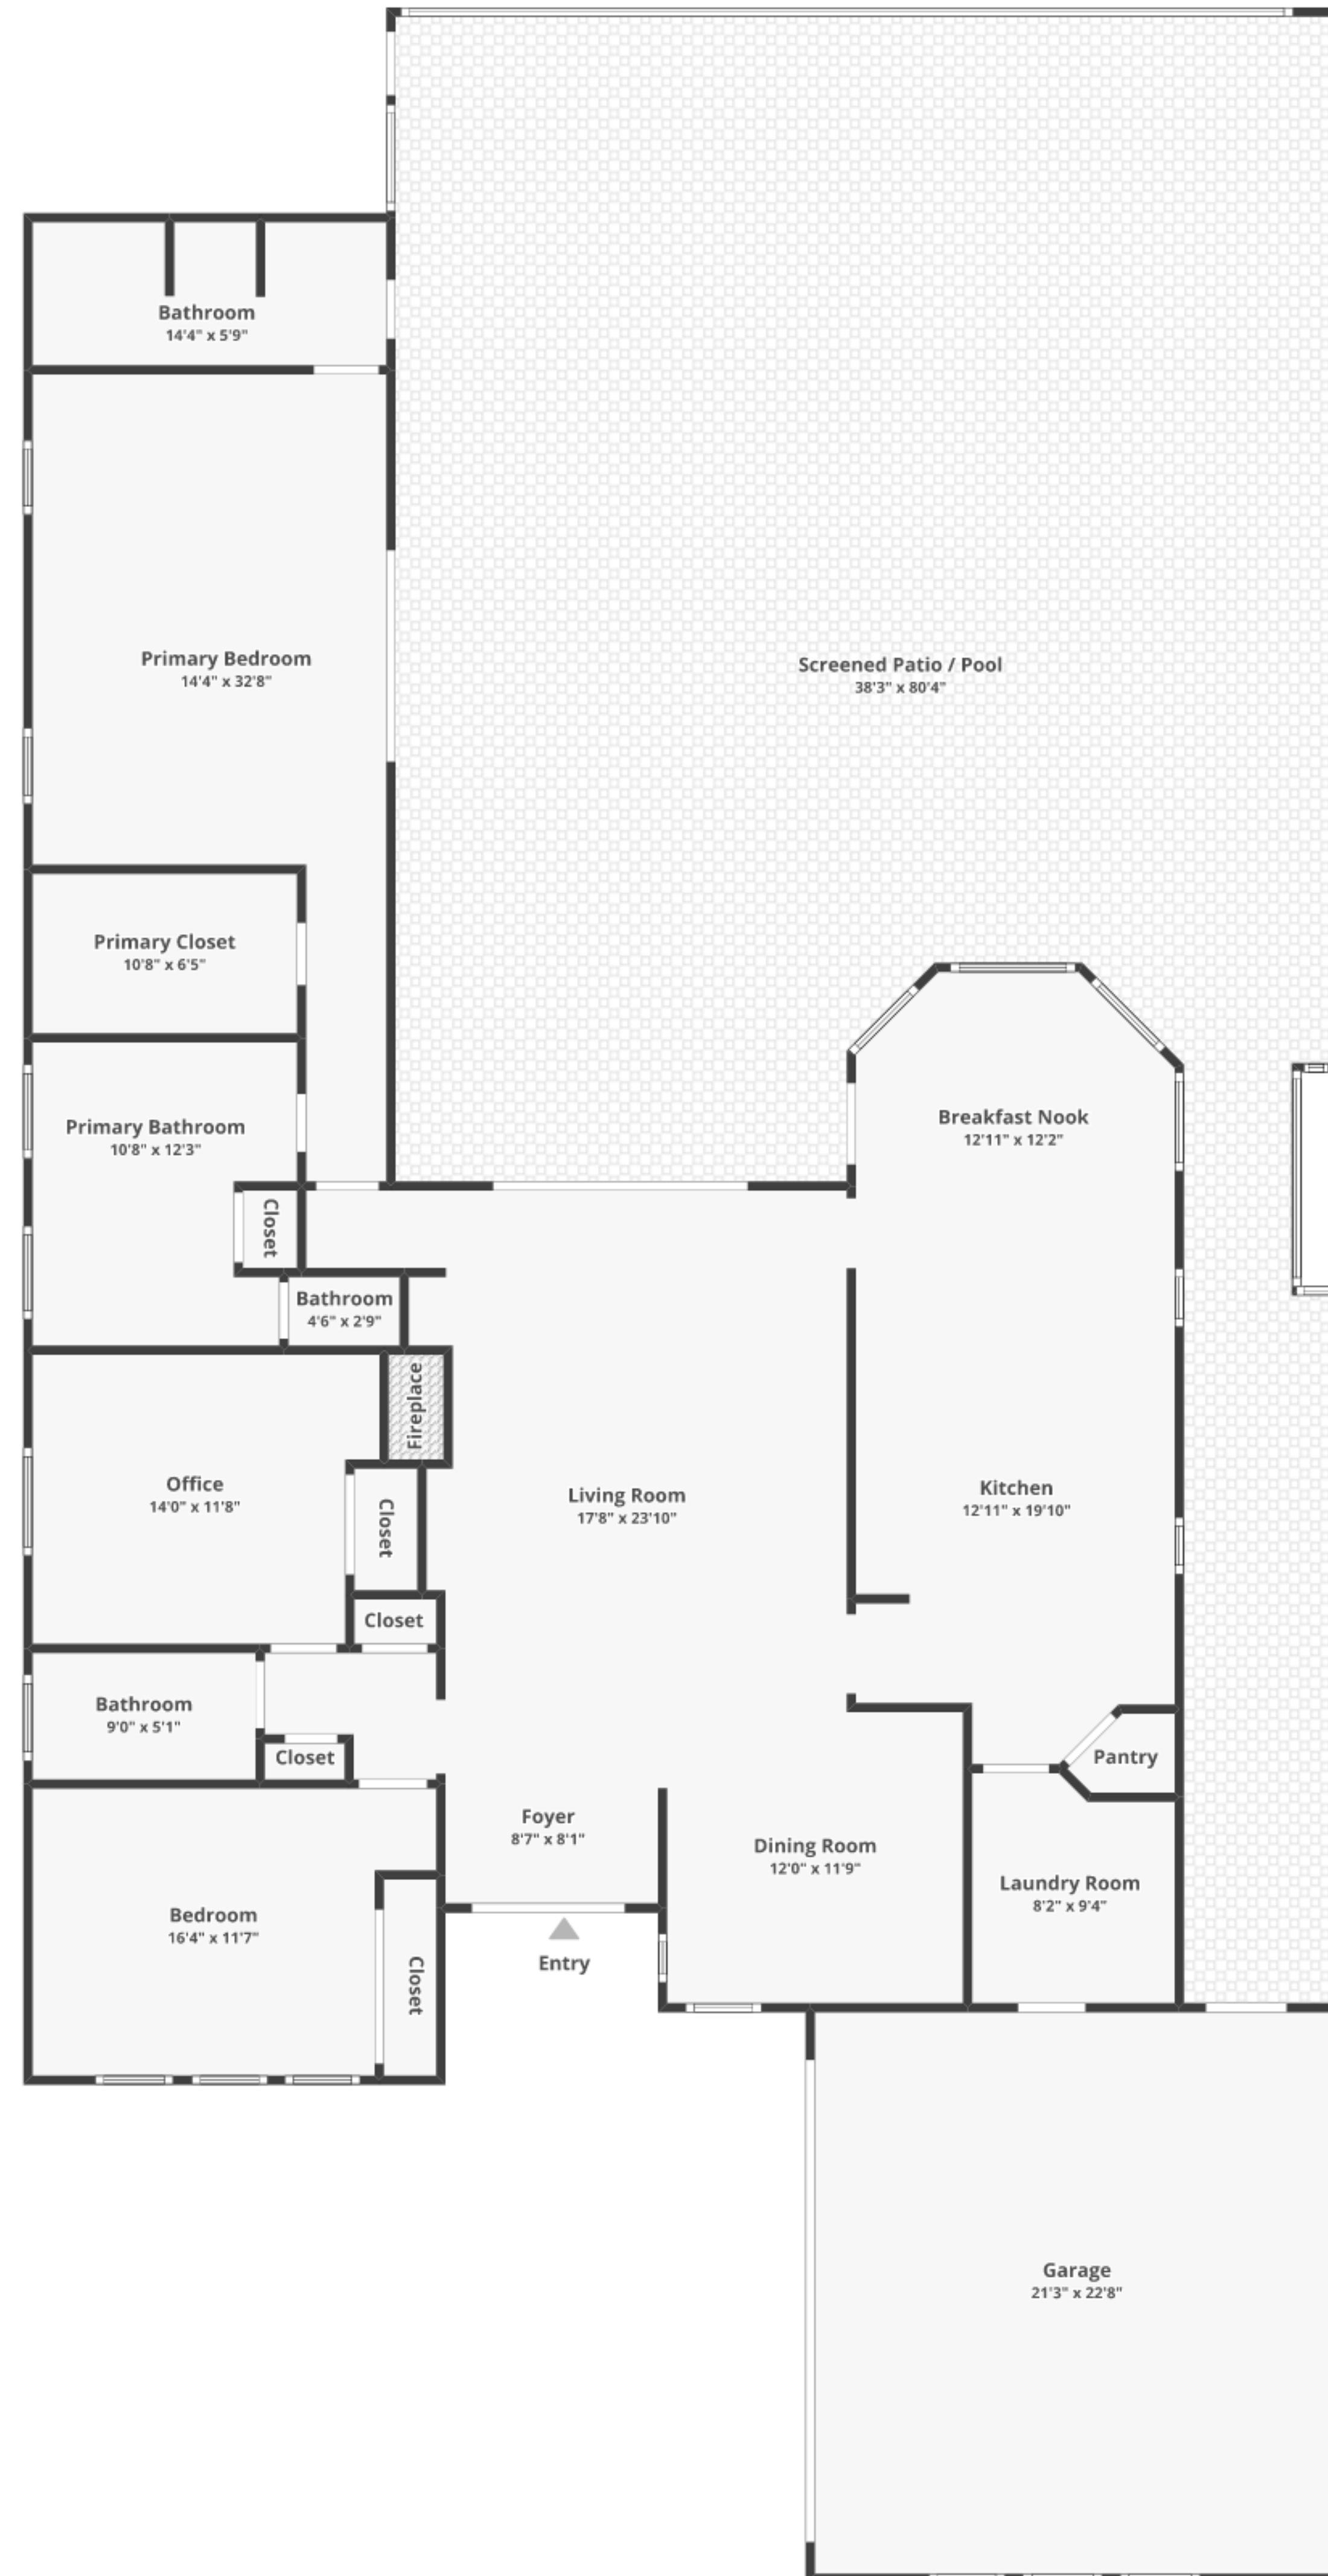 Bathroom
14'4" x 5'9"
Primary Bedroom
14'4" x 32'8"
Screened Patio / Pool
38'3" x 80'4"
Primary Closet
10'8" x 6'5"
Primary Bathroom
10'8" x 12'3"
Breakfast Nook
12'11" x 12'2"
Closet
Bathroom
4'6" x 2'9"
Fireplace
Office
14'0" x 11'8"
Closet
Living Room
17'8" x 23'10"
Kitchen
12'11" x 19'10"
Closet
Bathroom
9'0" x 5'1"
Closet
Pantry
Foyer
8'7" x 8'1"
Dining Room
12'0" x 11'9"
Laundry Room
8'2" x 9'4"
Bedroom
16'4" x 11'7"
Closet
Entry
Garage
21'3" x 22'8"